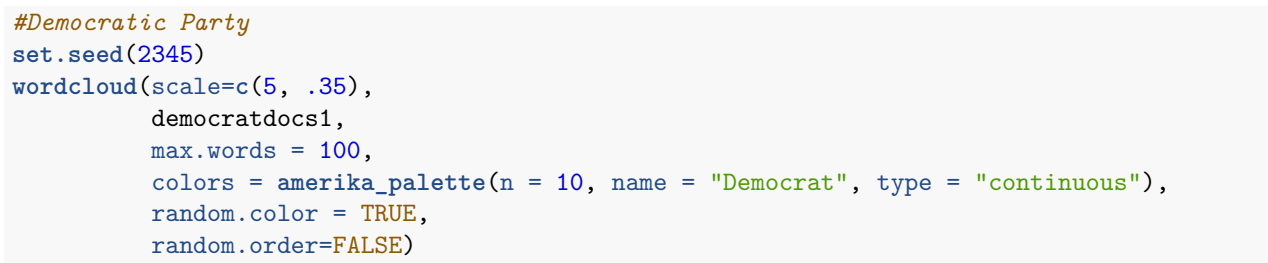 #Democratic Party
set.seed(2345)
wordcloud(scale=c(5, .35),
          democratdocs1,
          max.words = 100,
          colors = amerika_palette(n = 10, name = "Democrat", type = "continuous"),
          random.color = TRUE,
          random.order=FALSE)